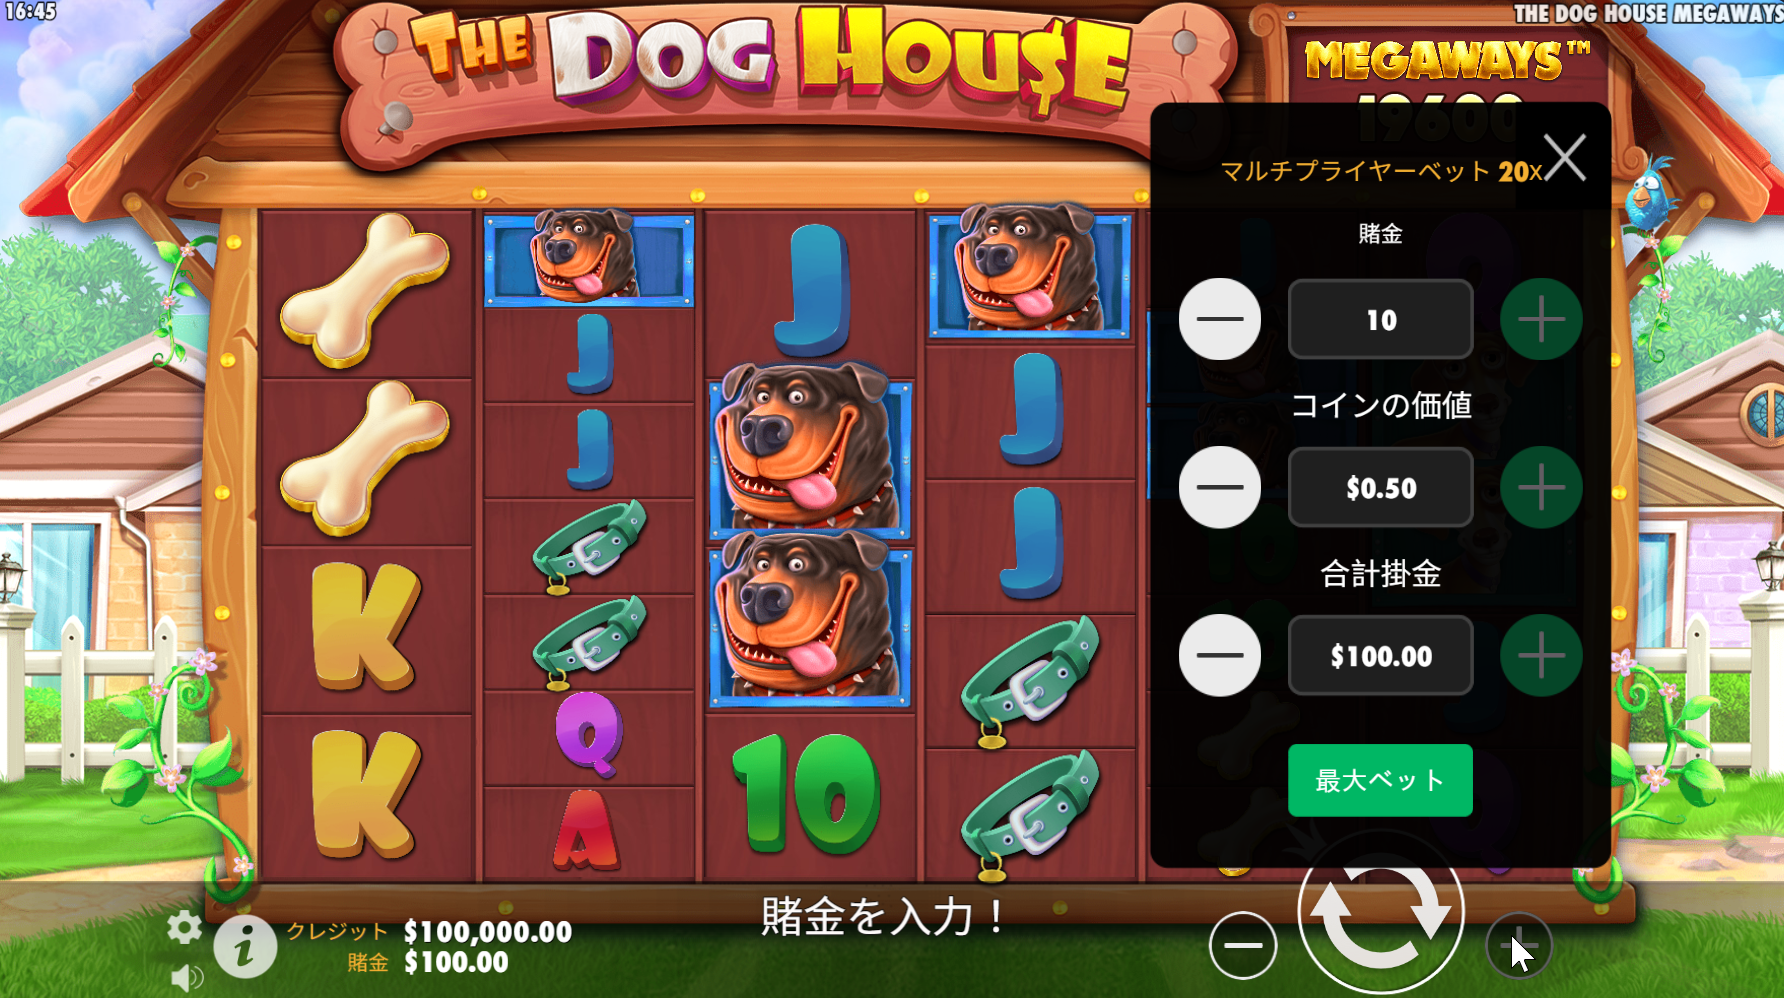 16:45
THE DOG HOUSE MEGAWAYS
THE DOG HOU$E
MEGAWAYS™
19600
マルチプライヤーベット 20x
賭金
10
コインの価値
$0.50
合計掛金
$100.00
最大ベット
J
J
J
J
J
K
K
Q
A
10
賭金を入力！
クレジット $100,000.00
賭金 $100.00